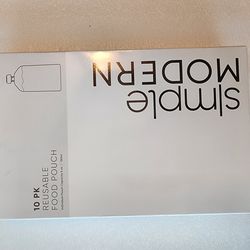 simple
MODERN
10 PK
REUSABLE
FOOD POUCH